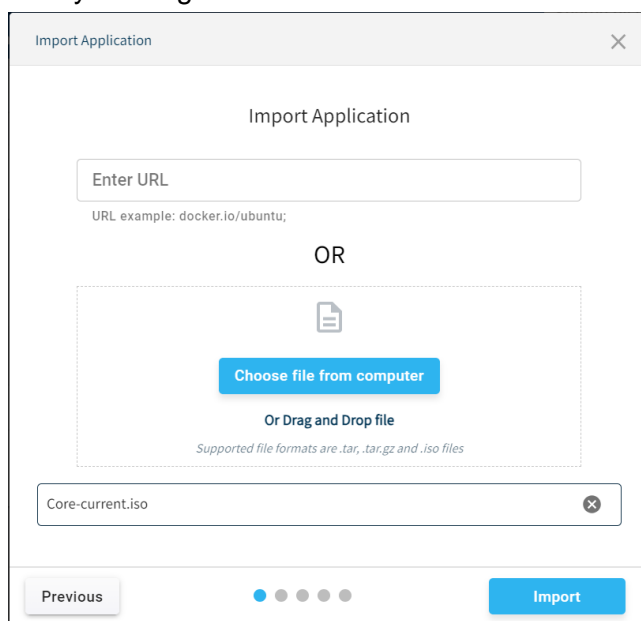 Import Application
Import Application
Enter URL
URL example: docker.io/ubuntu;
OR
Choose file from computer
Or Drag and Drop file
Supported file formats are .tar, .tar.gz and .iso files
Core-current.iso
Previous
Import